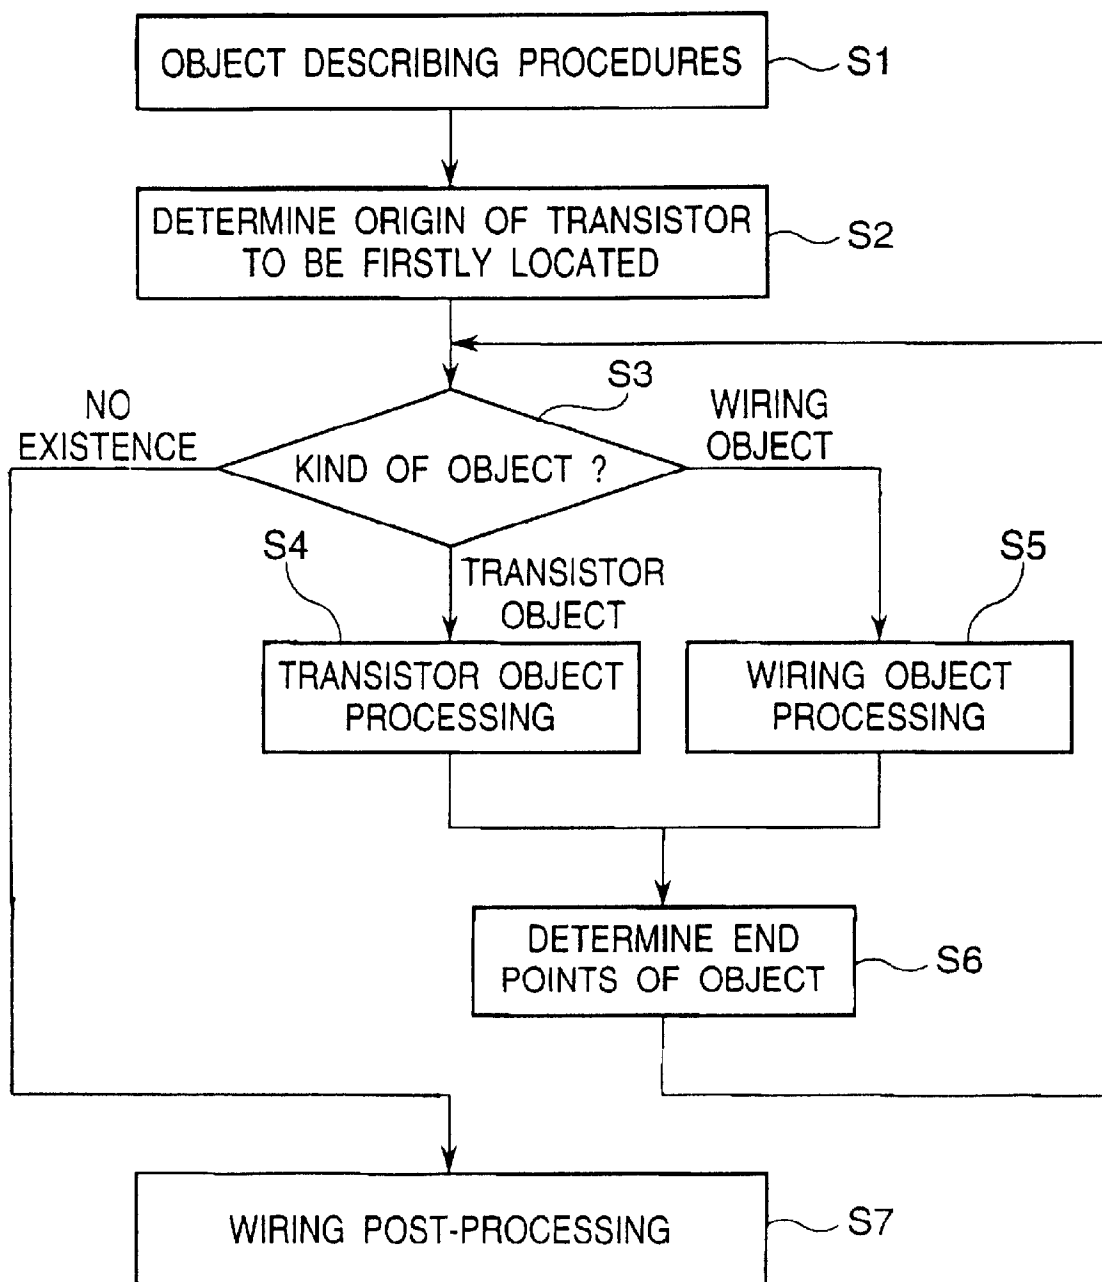 OBJECT DESCRIBING PROCEDURES
S1
DETERMINE ORIGIN OF TRANSISTOR
TO BE FIRSTLY LOCATED
S2
S3
NO
EXISTENCE
WIRING
OBJECT
KIND OF OBJECT ?
S4
TRANSISTOR
OBJECT
S5
TRANSISTOR OBJECT
PROCESSING
WIRING OBJECT
PROCESSING
DETERMINE END
POINTS OF OBJECT
S6
WIRING POST-PROCESSING
S7